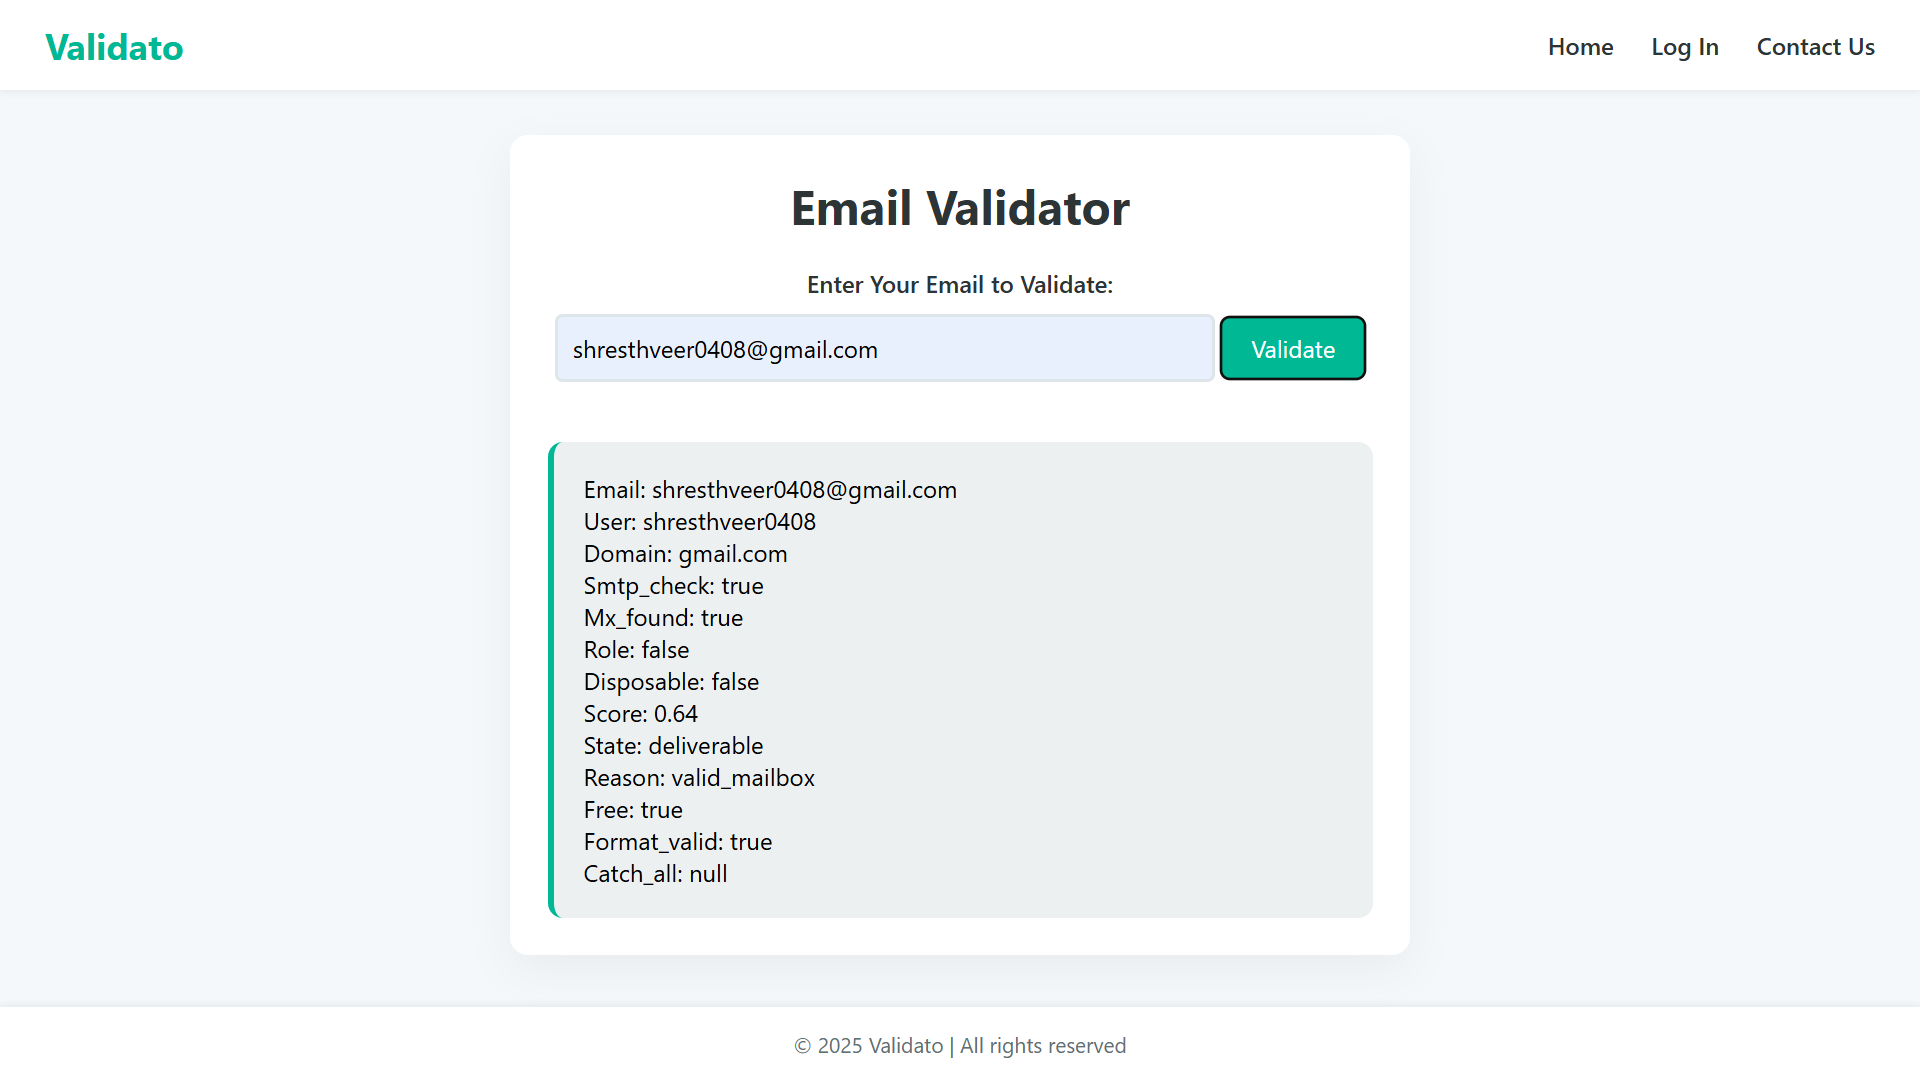 Validato
Home Log In Contact Us
Email Validator
Enter Your Email to Validate:
shresthveer0408@gmail.com Validate
Email: shresthveer0408@gmail.com
User: shresthveer0408
Domain: gmail.com
Smtp_check: true
Mx_found: true
Role: false
Disposable: false
Score: 0.64
State: deliverable
Reason: valid_mailbox
Free: true
Format_valid: true
Catch_all: null
© 2025 Validato | All rights reserved